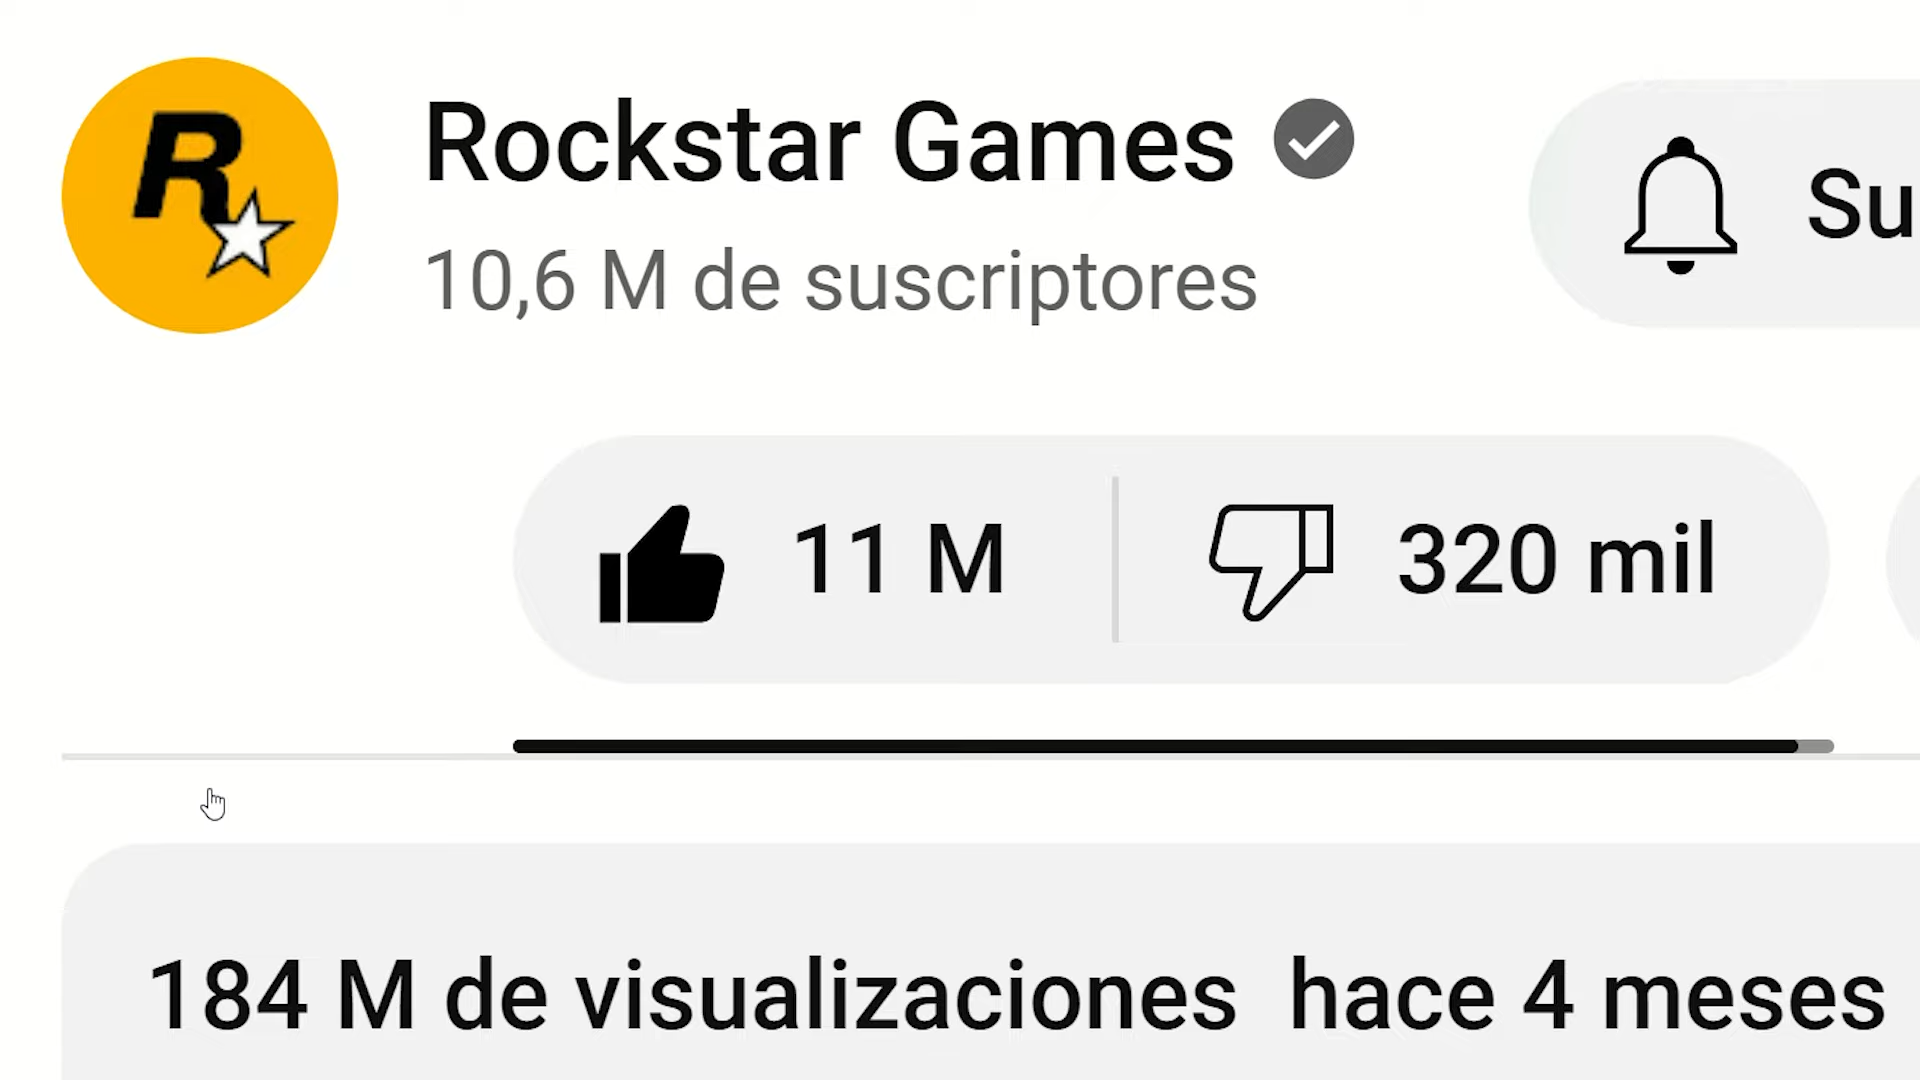 R
Rockstar Games
10,6 M de suscriptores
Su
11 M
320 mil
184 M de visualizaciones hace 4 meses